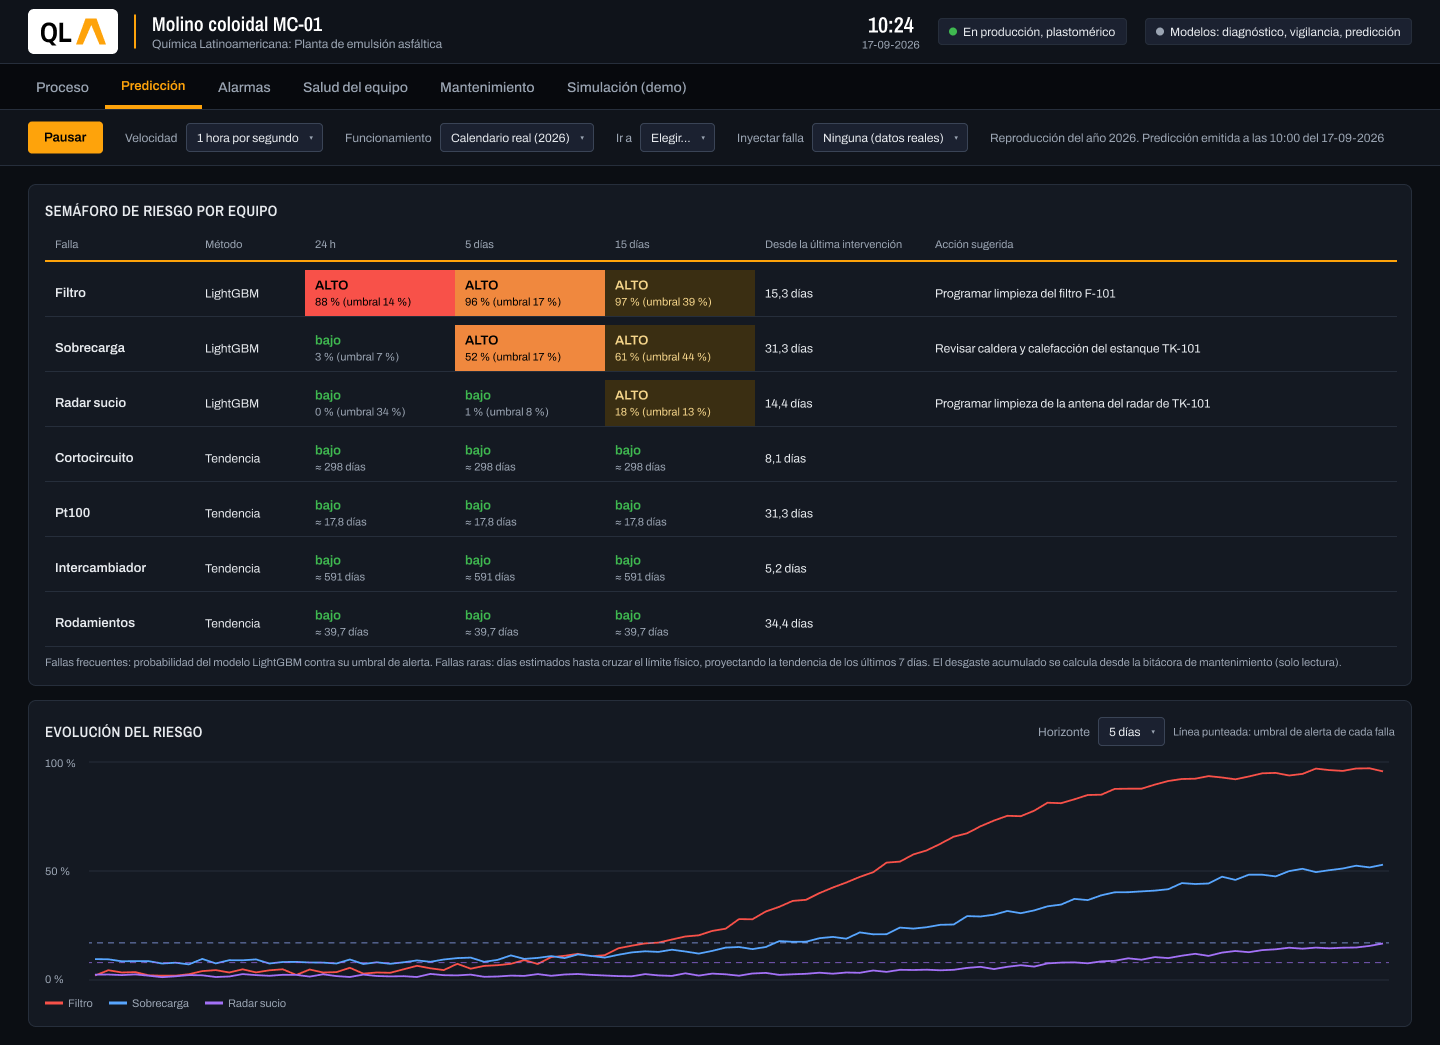 QL
Molino coloidal MC-01
Química Latinoamericana: Planta de emulsión asfáltica
10:24
17-09-2026
En producción, plastomérico
Modelos: diagnóstico, vigilancia, predicción
Proceso Predicción Alarmas Salud del equipo Mantenimiento Simulación (demo)
Pausar Velocidad 1 hora por segundo Funcionamiento Calendario real (2026) Ir a Elegir... Inyectar falla Ninguna (datos reales) Reproducción del año 2026. Predicción emitida a las 10:00 del 17-09-2026
SEMÁFORO DE RIESGO POR EQUIPO
Falla Método 24 h 5 días 15 días Desde la última intervención Acción sugerida
Filtro LightGBM ALTO ALTO ALTO 15,3 días Programar limpieza del filtro F-101
88 % (umbral 14 %) 96 % (umbral 17 %) 97 % (umbral 39 %)
Sobrecarga LightGBM bajo ALTO ALTO 31,3 días Revisar caldera y calefacción del estanque TK-101
3 % (umbral 7 %) 52 % (umbral 17 %) 61 % (umbral 44 %)
Radar sucio LightGBM bajo bajo ALTO 14,4 días Programar limpieza de la antena del radar de TK-101
0 % (umbral 34 %) 1 % (umbral 8 %) 18 % (umbral 13 %)
Cortocircuito Tendencia bajo bajo bajo 8,1 días
≈ 298 días ≈ 298 días ≈ 298 días
Pt100 Tendencia bajo bajo bajo 31,3 días
≈ 17,8 días ≈ 17,8 días ≈ 17,8 días
Intercambiador Tendencia bajo bajo bajo 5,2 días
≈ 591 días ≈ 591 días ≈ 591 días
Rodamientos Tendencia bajo bajo bajo 34,4 días
≈ 39,7 días ≈ 39,7 días ≈ 39,7 días
Fallas frecuentes: probabilidad del modelo LightGBM contra su umbral de alerta. Fallas raras: días estimados hasta cruzar el límite físico, proyectando la tendencia de los últimos 7 días. El desgaste acumulado se calcula desde la bitácora de mantenimiento (solo lectura).
EVOLUCIÓN DEL RIESGO
Horizonte 5 días Línea punteada: umbral de alerta de cada falla
100 %
50 %
0 %
Filtro Sobrecarga Radar sucio